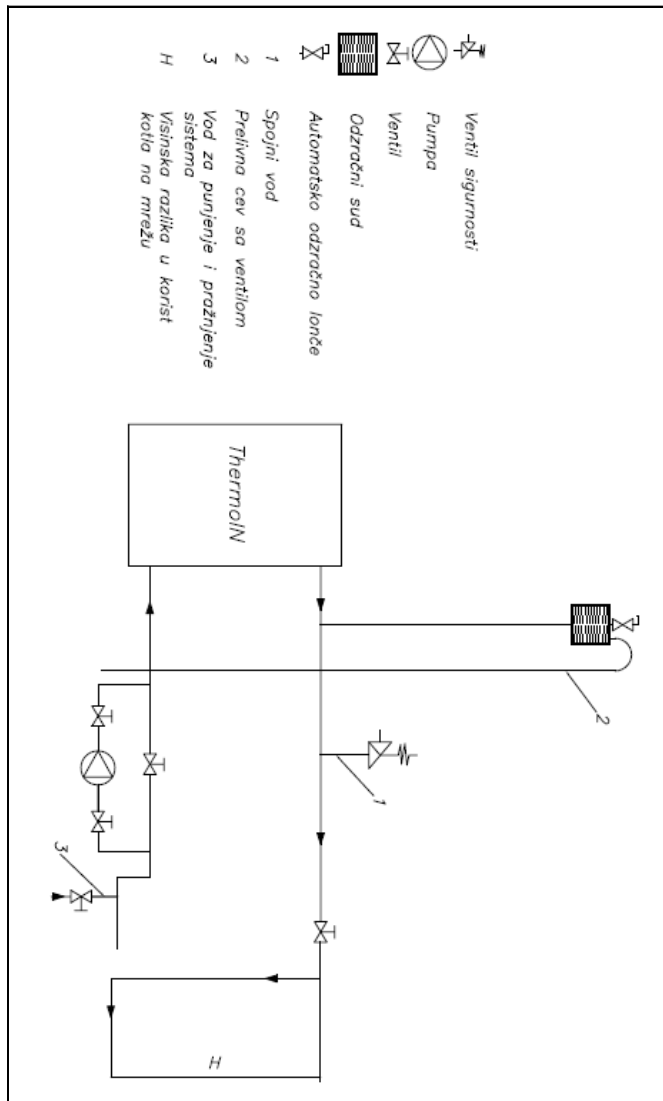 Ventil sigurnosti
Pumpa
Ventil
Odzračni sud
Automatsko odzračno lonče
1 Spojni vod
2 Prelivna cev sa ventilom
3 Vod za punjenje i pražnjenje
sistema
H Visinska razlika u korist
kotla na mrežu
2
1
ThermoIN
H
3